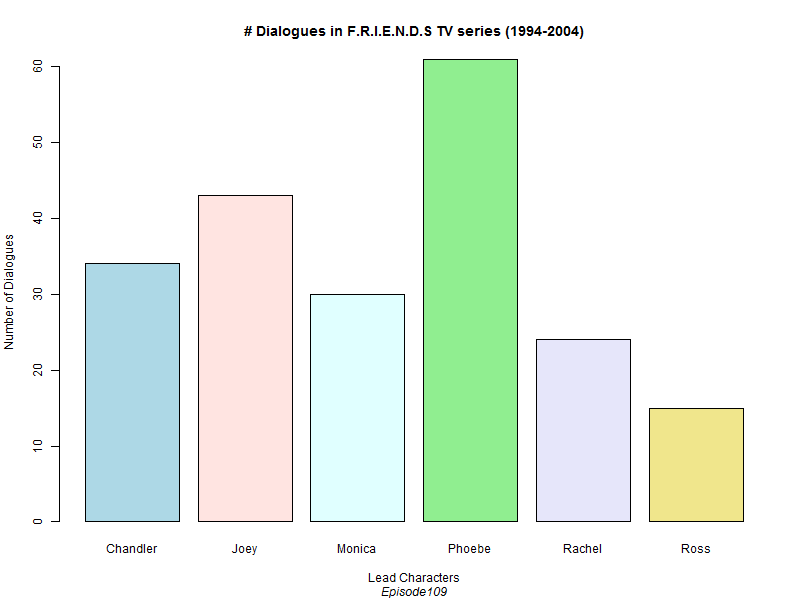 # Dialogues in F.R.I.E.N.D.S TV series (1994-2004)
Number of Dialogues
60
50
40
30
20
10
0
Chandler Joey Monica Phoebe Rachel Ross
Lead Characters
Episode109